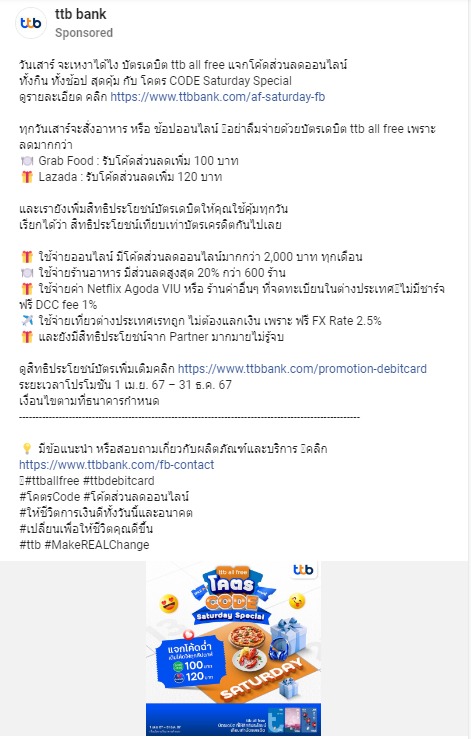 ttb bank
Sponsored
ttb
วันเสาร์ จะเหงาได้ไง บัตรเดบิต ttb all free แจกโค้ดส่วนลดออนไลน์
ทั้งกิน ทั้งช้อป สุดคุ้ม กับ โคตร CODE Saturday Special
ดูรายละเอียด คลิก https://www.ttbbank.com/af-saturday-fb
ทุกวันเสาร์จะสั่งอาหาร หรือ ช้อปออนไลน์ อย่าลืมจ่ายด้วยบัตรเดบิต ttb all free เพราะ
ลดมากกว่า
🍽️ Grab Food : รับโค้ดส่วนลดเพิ่ม 100 บาท
🎁 Lazada : รับโค้ดส่วนลดเพิ่ม 120 บาท
และเรายังเพิ่มสิทธิประโยชน์บัตรเดบิตให้คุณใช้คุ้มทุกวัน
เรียกได้ว่า สิทธิประโยชน์เทียบเท่าบัตรเครดิตกันไปเลย
🎁 ใช้จ่ายออนไลน์ มีโค้ดส่วนลดออนไลน์มากกว่า 2,000 บาท ทุกเดือน
🍽️ ใช้จ่ายร้านอาหาร มีส่วนลดสูงสุด 20% กว่า 600 ร้าน
🎁 ใช้จ่ายค่า Netflix Agoda VIU หรือ ร้านค่าอื่นๆ ที่จดทะเบียนในต่างประเทศไม่มีชาร์จ
ฟรี DCC fee 1%
✈️ ใช้จ่ายเที่ยวต่างประเทศเรทถูก ไม่ต้องแลกเงิน เพราะ ฟรี FX Rate 2.5%
🎁 และยังมีสิทธิประโยชน์จาก Partner มากมายไม่รู้จบ
ดูสิทธิประโยชน์บัตรเพิ่มเติมคลิก https://www.ttbbank.com/promotion-debitcard
ระยะเวลาโปรโมชัน 1 เม.ย. 67 – 31 ธ.ค. 67
เงื่อนไขตามที่ธนาคารกำหนด
--------------------------------------------------------------------------------------
💡 มีข้อแนะนำ หรือสอบถามเกี่ยวกับผลิตภัณฑ์และบริการ คลิก
https://www.ttbbank.com/fb-contact
#ttballfree #ttbdebitcard
#โคตรCode #โค้ดส่วนลดออนไลน์
#ให้ชีวิตการเงินดีทั้งวันนี้และอนาคต
#เปลี่ยนเพื่อให้ชีวิตคุณดีขึ้น
#ttb #MakeREALChange
ttb all free
ttb
โคตร
CODE
Saturday Special
แจกโค้ดฉ่ำ
100 บาท
120 บาท
SATURDAY
ttb all free